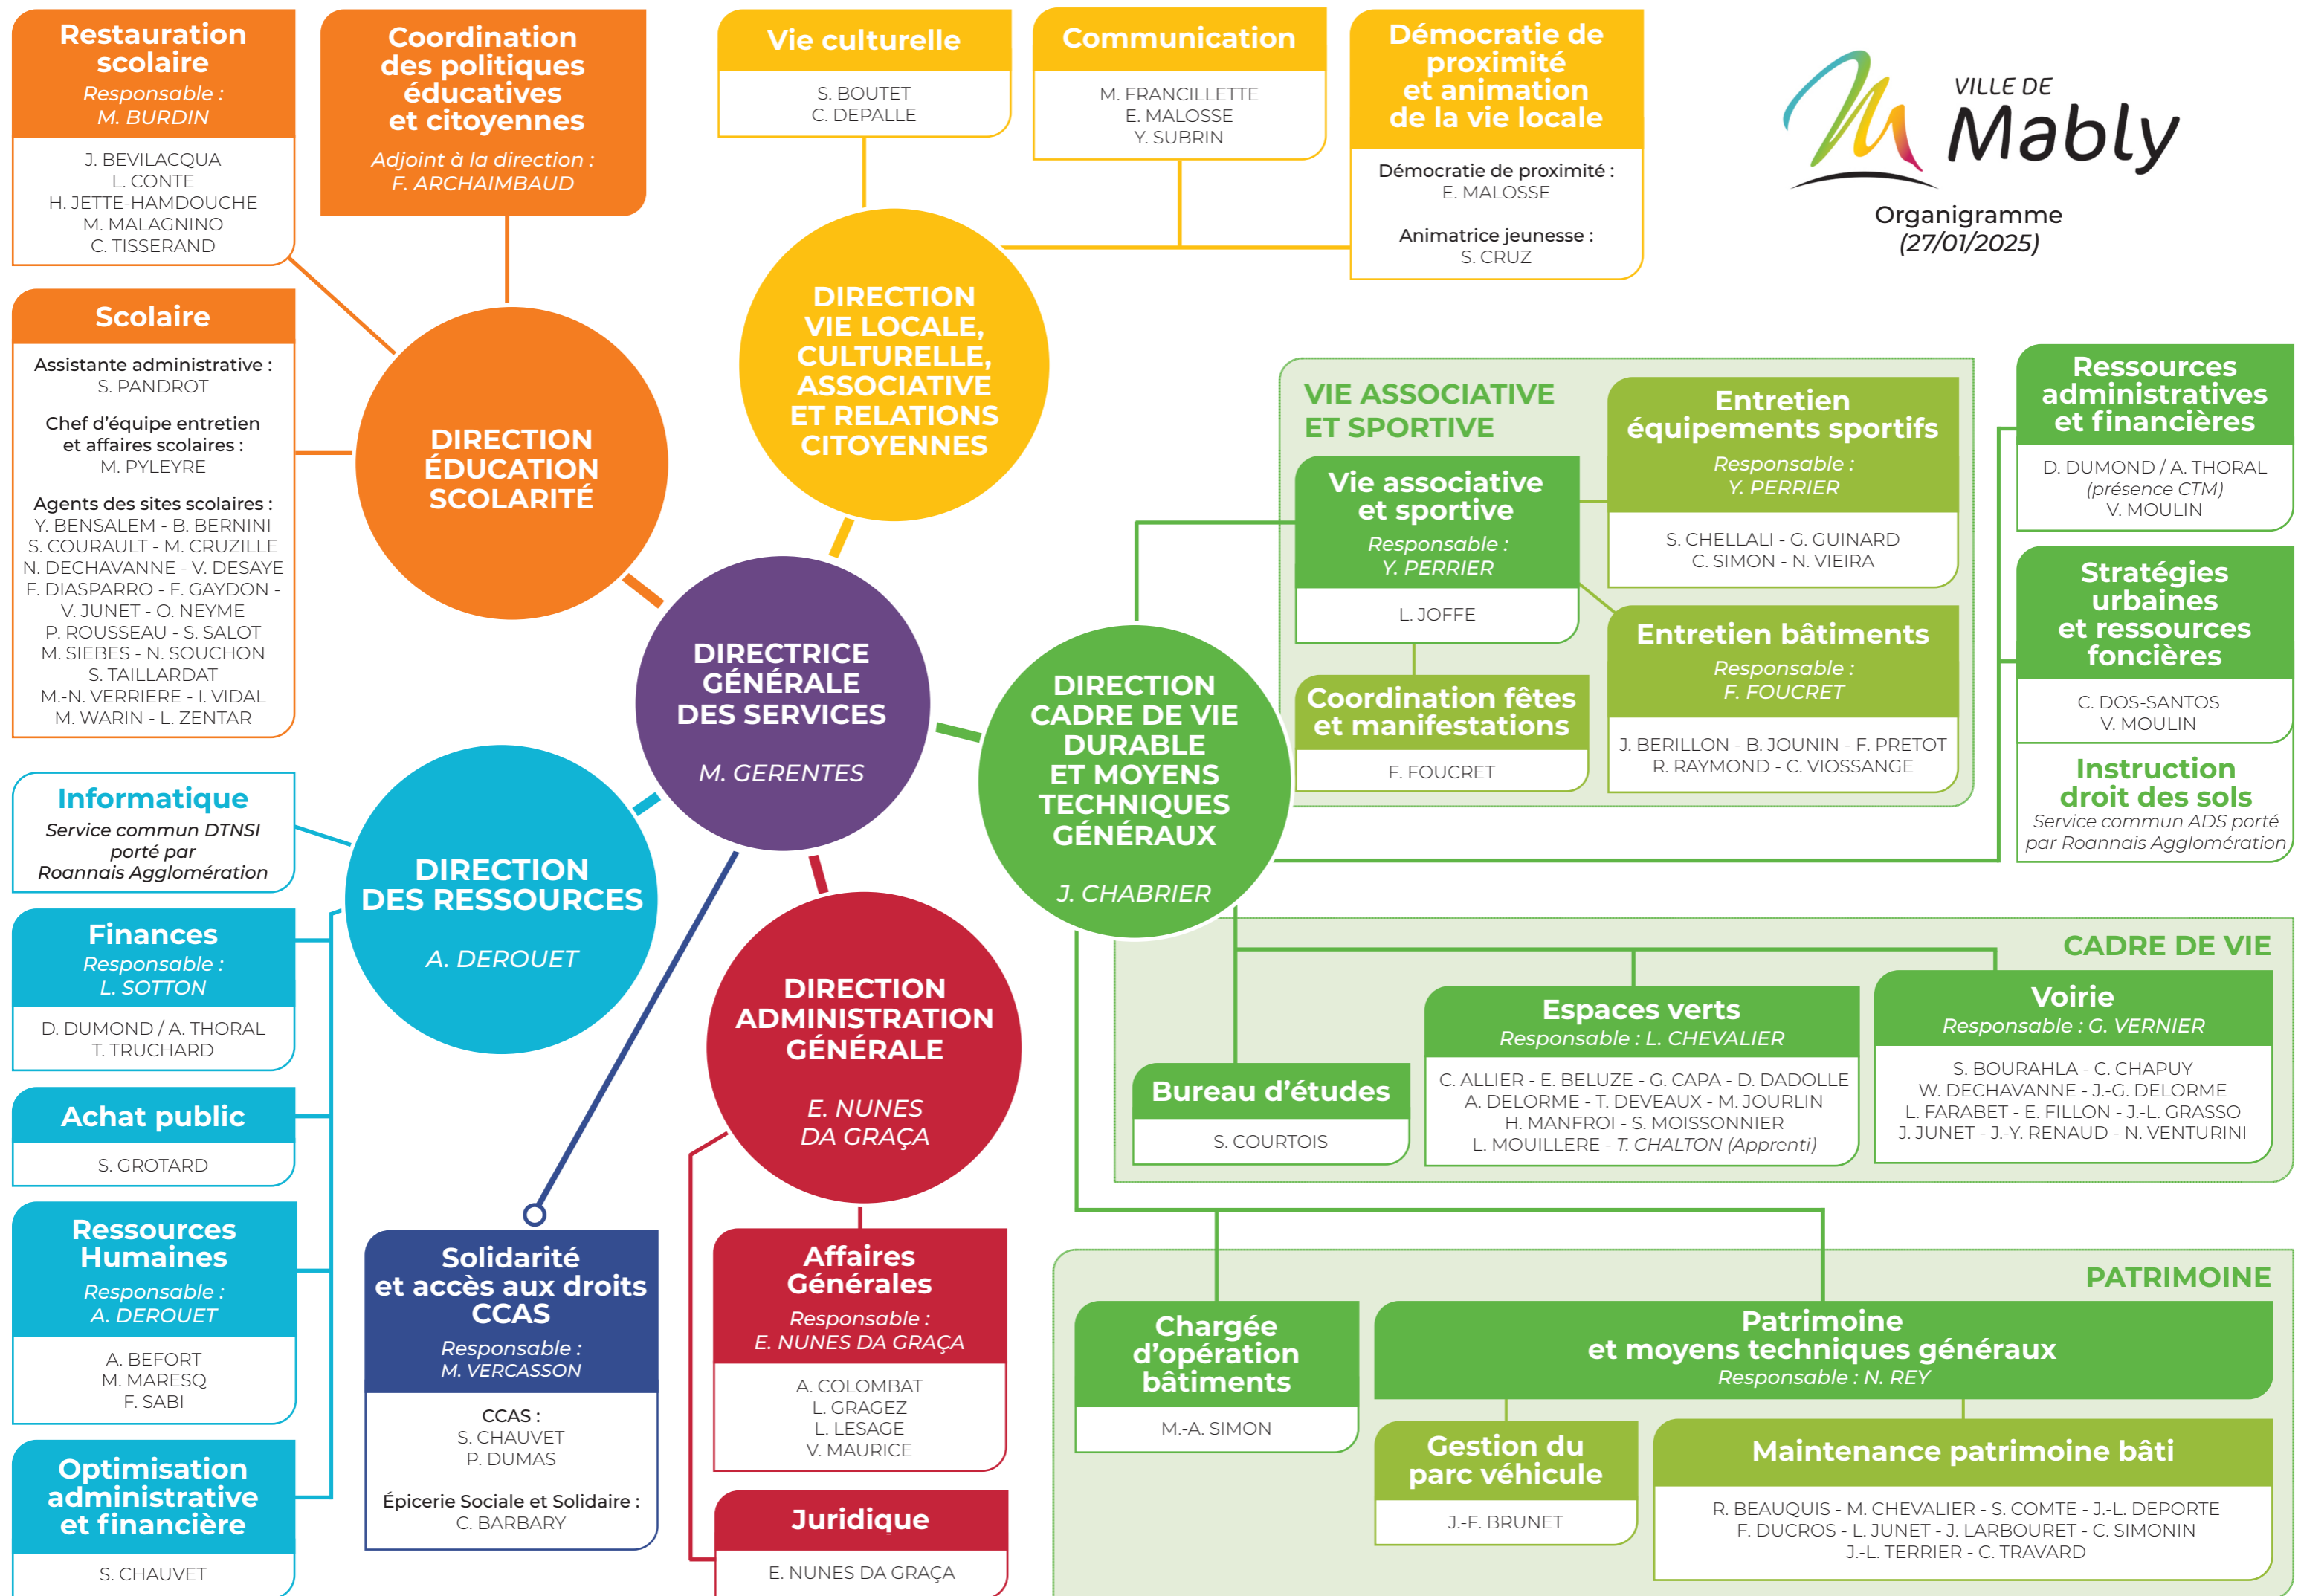 Restauration
scolaire
Responsable :
M. BURDIN
J. BEVILACQUA
L. CONTE
H. JETTE-HAMDOUCHE
M. MALAGNINO
C. TISSERAND
Coordination
des politiques
éducatives
et citoyennes
Adjoint à la direction :
F. ARCHAIMBAUD
Vie culturelle
S. BOUTET
C. DEPALLE
Communication
M. FRANCILLETTE
E. MALOSSE
Y. SUBRIN
Démocratie de
proximité
et animation
de la vie locale
Démocratie de proximité :
E. MALOSSE
Animatrice jeunesse :
S. CRUZ
VILLE DE
Mably
Organigramme
(27/01/2025)
Scolaire
Assistante administrative :
S. PANDROT
Chef d'équipe entretien
et affaires scolaires :
M. PYLEYRE
Agents des sites scolaires :
Y. BENSALEM - B. BERNINI
S. COURAULT - M. CRUZILLE
N. DECHAVANNE - V. DESAYE
F. DIASPARRO - F. GAYDON -
V. JUNET - O. NEYME
P. ROUSSEAU - S. SALOT
M. SIEBES - N. SOUCHON
S. TAILLARDAT
M.-N. VERRIERE - I. VIDAL
M. WARIN - L. ZENTAR
DIRECTION
ÉDUCATION
SCOLARITÉ
DIRECTION
VIE LOCALE,
CULTURELLE,
ASSOCIATIVE
ET RELATIONS
CITOYENNES
DIRECTRICE
GÉNÉRALE
DES SERVICES
M. GERENTES
DIRECTION
CADRE DE VIE
DURABLE
ET MOYENS
TECHNIQUES
GÉNÉRAUX
J. CHABRIER
VIE ASSOCIATIVE
ET SPORTIVE
Vie associative
et sportive
Responsable :
Y. PERRIER
L. JOFFE
Coordination fêtes
et manifestations
F. FOUCRET
Entretien
équipements sportifs
Responsable :
Y. PERRIER
S. CHELLALI - G. GUINARD
C. SIMON - N. VIEIRA
Entretien bâtiments
Responsable :
F. FOUCRET
J. BERILLON - B. JOUNIN - F. PRETOT
R. RAYMOND - C. VIOSSANGE
Ressources
administratives
et financières
D. DUMOND / A. THORAL
(présence CTM)
V. MOULIN
Stratégies
urbaines
et ressources
foncières
C. DOS-SANTOS
V. MOULIN
Instruction
droit des sols
Service commun ADS porté
par Roannais Agglomération
Informatique
Service commun DTNSI
porté par
Roannais Agglomération
Finances
Responsable :
L. SOTTON
D. DUMOND / A. THORAL
T. TRUCHARD
Achat public
S. GROTARD
Ressources
Humaines
Responsable :
A. DEROUET
A. BEFORT
M. MARESQ
F. SABI
Optimisation
administrative
et financière
S. CHAUVET
DIRECTION
DES RESSOURCES
A. DEROUET
DIRECTION
ADMINISTRATION
GÉNÉRALE
E. NUNES
DA GRAÇA
Solidarité
et accès aux droits
CCAS
Responsable :
M. VERCASSON
CCAS :
S. CHAUVET
P. DUMAS
Épicerie Sociale et Solidaire :
C. BARBARY
Affaires
Générales
Responsable :
E. NUNES DA GRAÇA
A. COLOMBAT
L. GRAGEZ
L. LESAGE
V. MAURICE
Juridique
E. NUNES DA GRAÇA
CADRE DE VIE
Bureau d'études
S. COURTOIS
Espaces verts
Responsable : L. CHEVALIER
C. ALLIER - E. BELUZE - G. CAPA - D. DADOLLE
A. DELORME - T. DEVEAUX - M. JOURLIN
H. MANFROI - S. MOISSONNIER
L. MOUILLERE - T. CHALTON (Apprenti)
Voirie
Responsable : G. VERNIER
S. BOURAHLA - C. CHAPUY
W. DECHAVANNE - J.-G. DELORME
L. FARABET - E. FILLON - J.-L. GRASSO
J. JUNET - J.-Y. RENAUD - N. VENTURINI
PATRIMOINE
Chargée
d'opération
bâtiments
M.-A. SIMON
Patrimoine
et moyens techniques généraux
Responsable : N. REY
Gestion du
parc véhicule
J.-F. BRUNET
Maintenance patrimoine bâti
R. BEAUQUIS - M. CHEVALIER - S. COMTE - J.-L. DEPORTE
F. DUCROS - L. JUNET - J. LARBOURET - C. SIMONIN
J.-L. TERRIER - C. TRAVARD